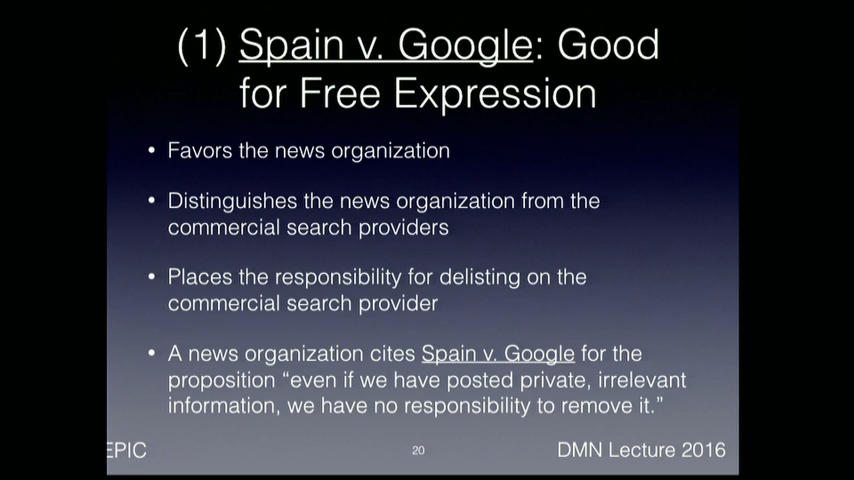 (1) Spain v. Google: Good
for Free Expression
• Favors the news organization
• Distinguishes the news organization from the
commercial search providers
• Places the responsibility for delisting on the
commercial search provider
• A news organization cites Spain v. Google for the
proposition “even if we have posted private, irrelevant
information, we have no responsibility to remove it.”
EPIC 20 DMN Lecture 2016